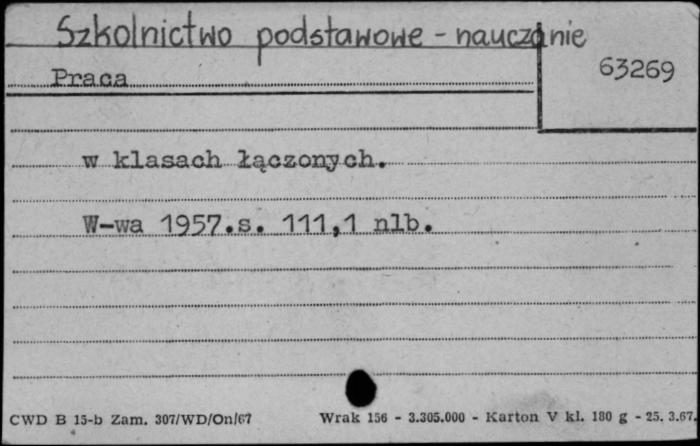 Szkolnictwo podstawowe - nauczanie
63269
Praca
w klasach łączonych.
W-wa 1957.s. 111,1 nlb.
CWD B 15-b Zam. 307/WD/On/67 Wrak 156 - 3.305.000 - Karton V kl. 180 g - 25. 3.67.